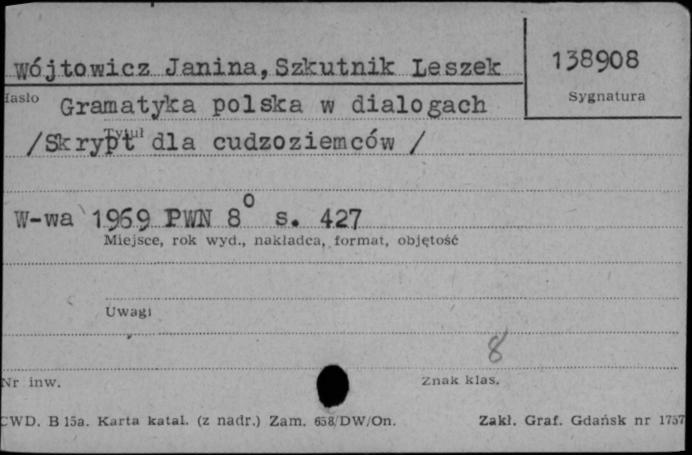 Wójtowicz Janina, Szkutnik Leszek
138908
Hasło
Sygnatura
Gramatyka polska w dialogach
Tytuł
/Skrypt dla cudzoziemców /
W-wa 1969 PWN 8° s. 427
Miejsce, rok wyd., nakładca, format, objętość
Uwagi
8
Nr inw.
Znak klas.
CWD. B 15a. Karta katal. (z nadr.) Zam. 658/DW/On.
Zakł. Graf. Gdańsk nr 1757